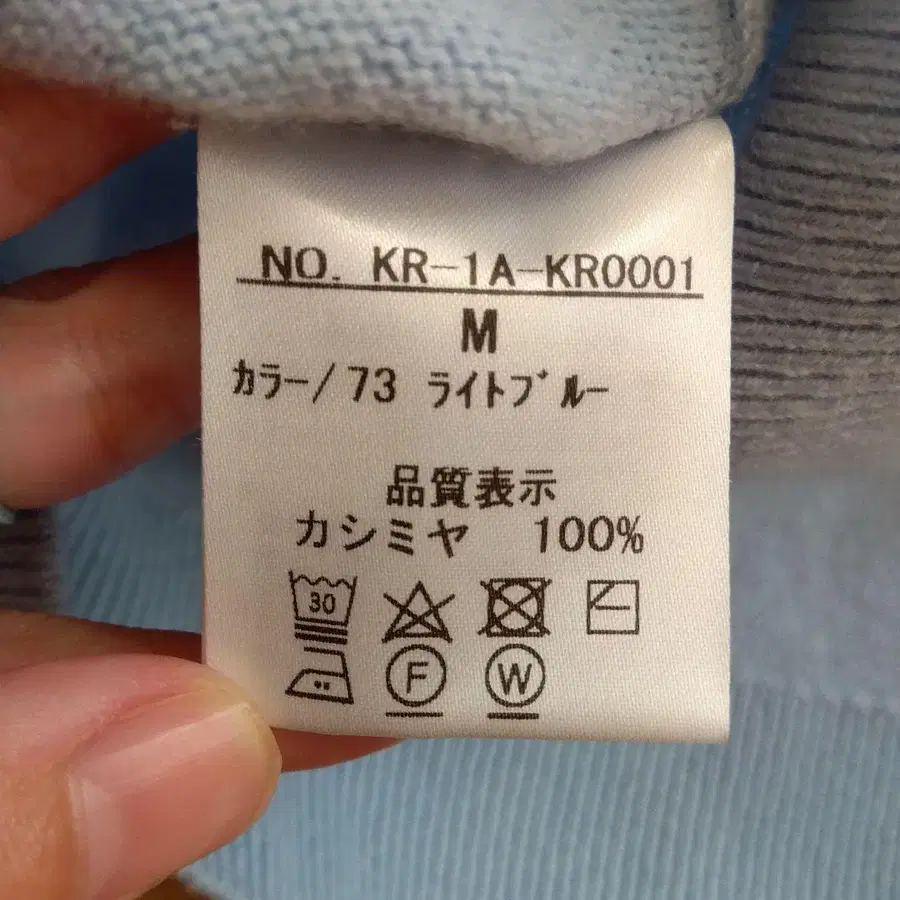 NO. KR-1A-KR0001
M
カラー/73 ライトブルー
品質表示
カシミヤ 100%
30
F W